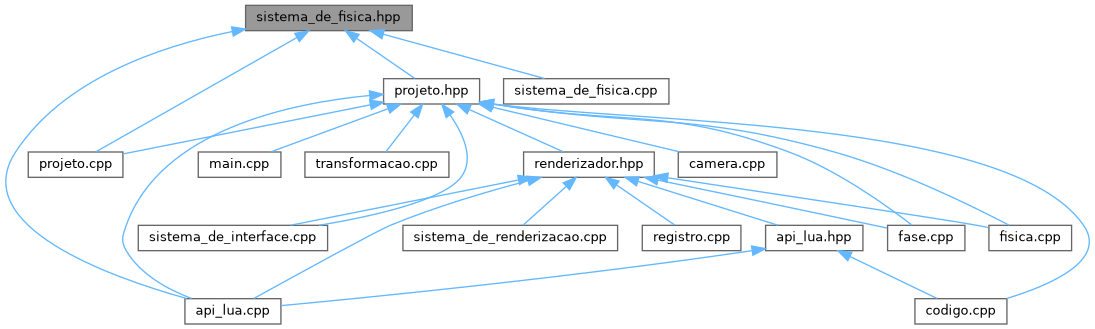 sistema_de_fisica.hpp
projeto.hpp
sistema_de_fisica.cpp
projeto.cpp
main.cpp
transformacao.cpp
renderizador.hpp
camera.cpp
sistema_de_interface.cpp
sistema_de_renderizacao.cpp
registro.cpp
api_lua.hpp
fase.cpp
fisica.cpp
api_lua.cpp
codigo.cpp